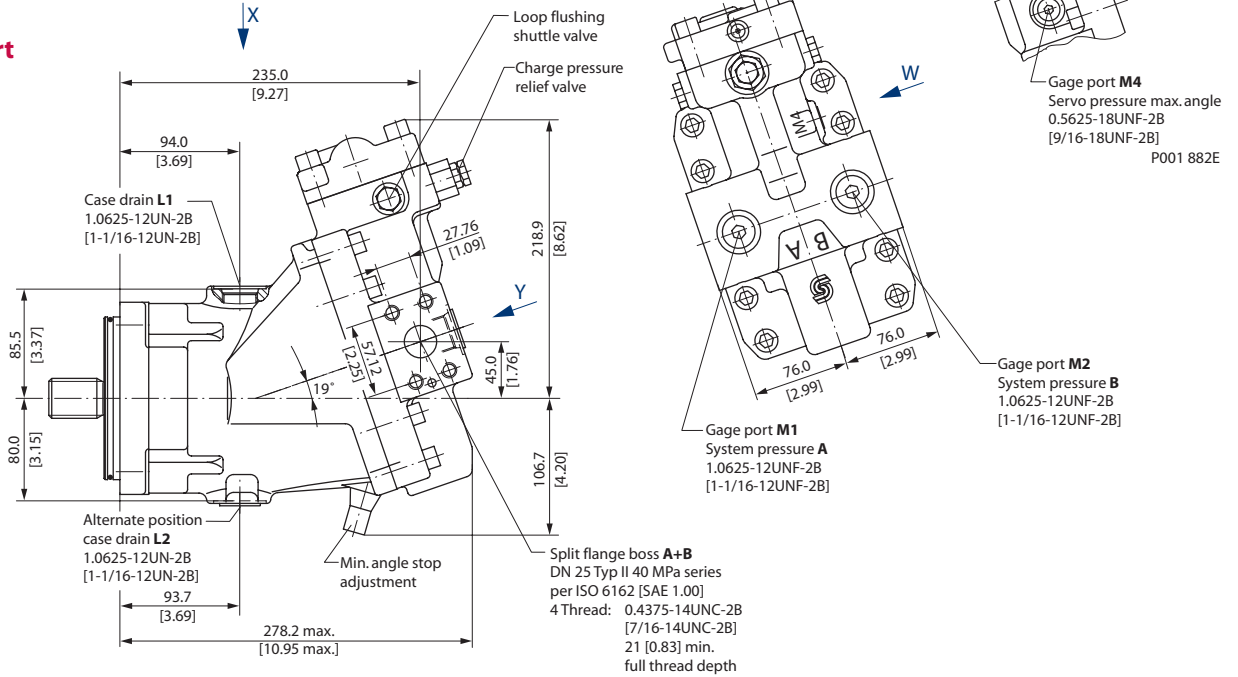 rt
X
Loop flushing
shuttle valve
Charge pressure
relief valve
235.0
[9.27]
94.0
[3.69]
Case drain L1
1.0625-12UN-2B
[1-1/16-12UN-2B]
27.76
[1.09]
218.9
[8.62]
Y
85.5
[3.37]
57.12
[2.25]
19°
45.0
[1.76]
80.0
[3.15]
106.7
[4.20]
Alternate position
case drain L2
1.0625-12UN-2B
[1-1/16-12UN-2B]
93.7
[3.69]
278.2 max.
[10.95 max.]
Min. angle stop
adjustment
Split flange boss A+B
DN 25 Typ II 40 MPa series
per ISO 6162 [SAE 1.00]
4 Thread: 0.4375-14UNC-2B
[7/16-14UNC-2B]
21 [0.83] min.
full thread depth
W
M4
B A
76.0
[2.99]
76.0
[2.99]
Gage port M1
System pressure A
1.0625-12UNF-2B
[1-1/16-12UNF-2B]
Gage port M2
System pressure B
1.0625-12UNF-2B
[1-1/16-12UNF-2B]
Gage port M4
Servo pressure max. angle
0.5625-18UNF-2B
[9/16-18UNF-2B]
P001 882E